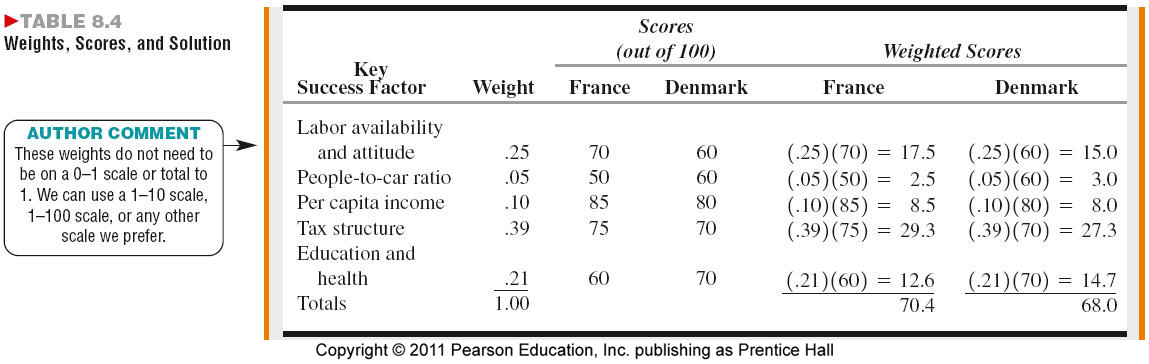 ►TABLE 8.4
Weights, Scores, and Solution
AUTHOR COMMENT
These weights do not need to
be on a 0–1 scale or total to
1. We can use a 1–10 scale,
1–100 scale, or any other
scale we prefer.
Scores
(out of 100) Weighted Scores
Key
Success Factor Weight France Denmark France Denmark
Labor availability
and attitude .25 70 60 (.25)(70) = 17.5 (.25)(60) = 15.0
People-to-car ratio .05 50 60 (.05)(50) = 2.5 (.05)(60) = 3.0
Per capita income .10 85 80 (.10)(85) = 8.5 (.10)(80) = 8.0
Tax structure .39 75 70 (.39)(75) = 29.3 (.39)(70) = 27.3
Education and
health .21 60 70 (.21)(60) = 12.6 (.21)(70) = 14.7
Totals 1.00 70.4 68.0
Copyright © 2011 Pearson Education, Inc. publishing as Prentice Hall